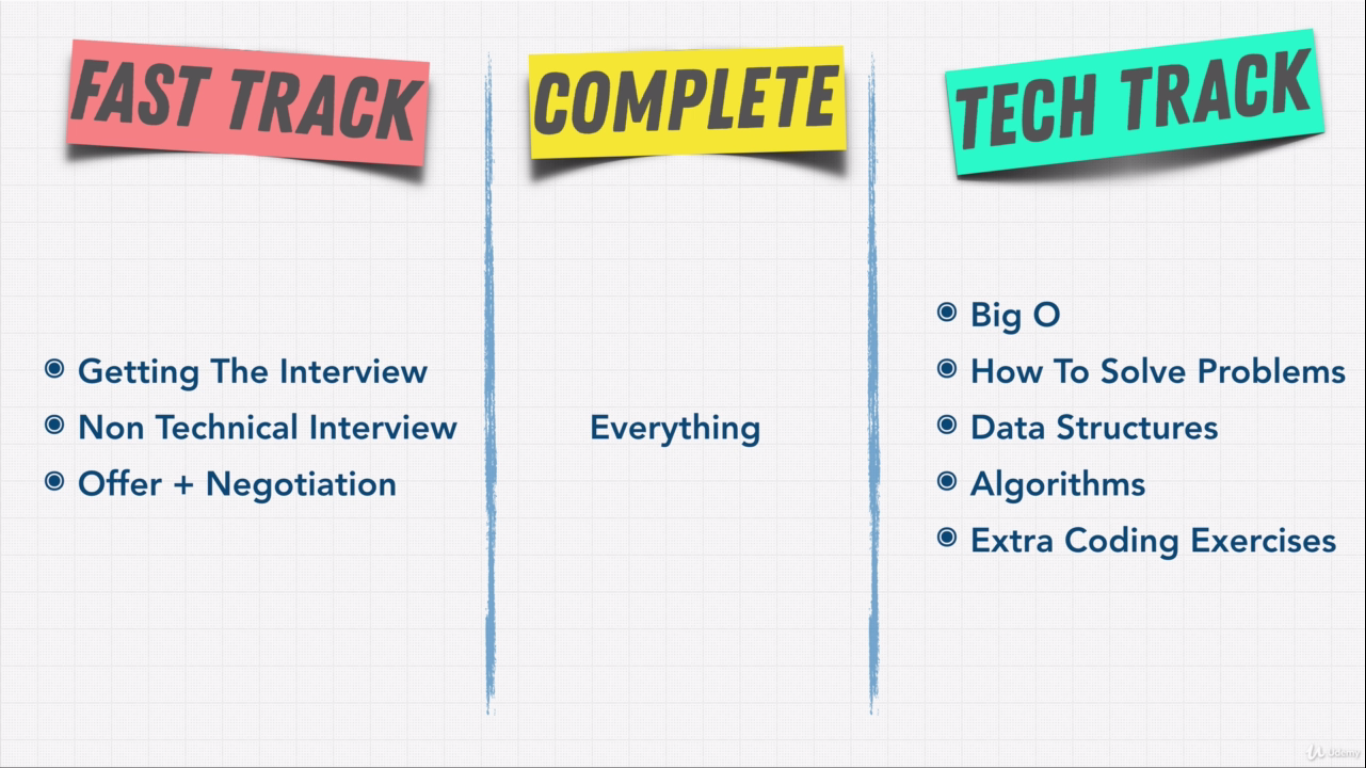 FAST TRACK
Getting The Interview
Non Technical Interview
Offer + Negotiation
COMPLETE
Everything
TECH TRACK
Big O
How To Solve Problems
Data Structures
Algorithms
Extra Coding Exercises
Udemy